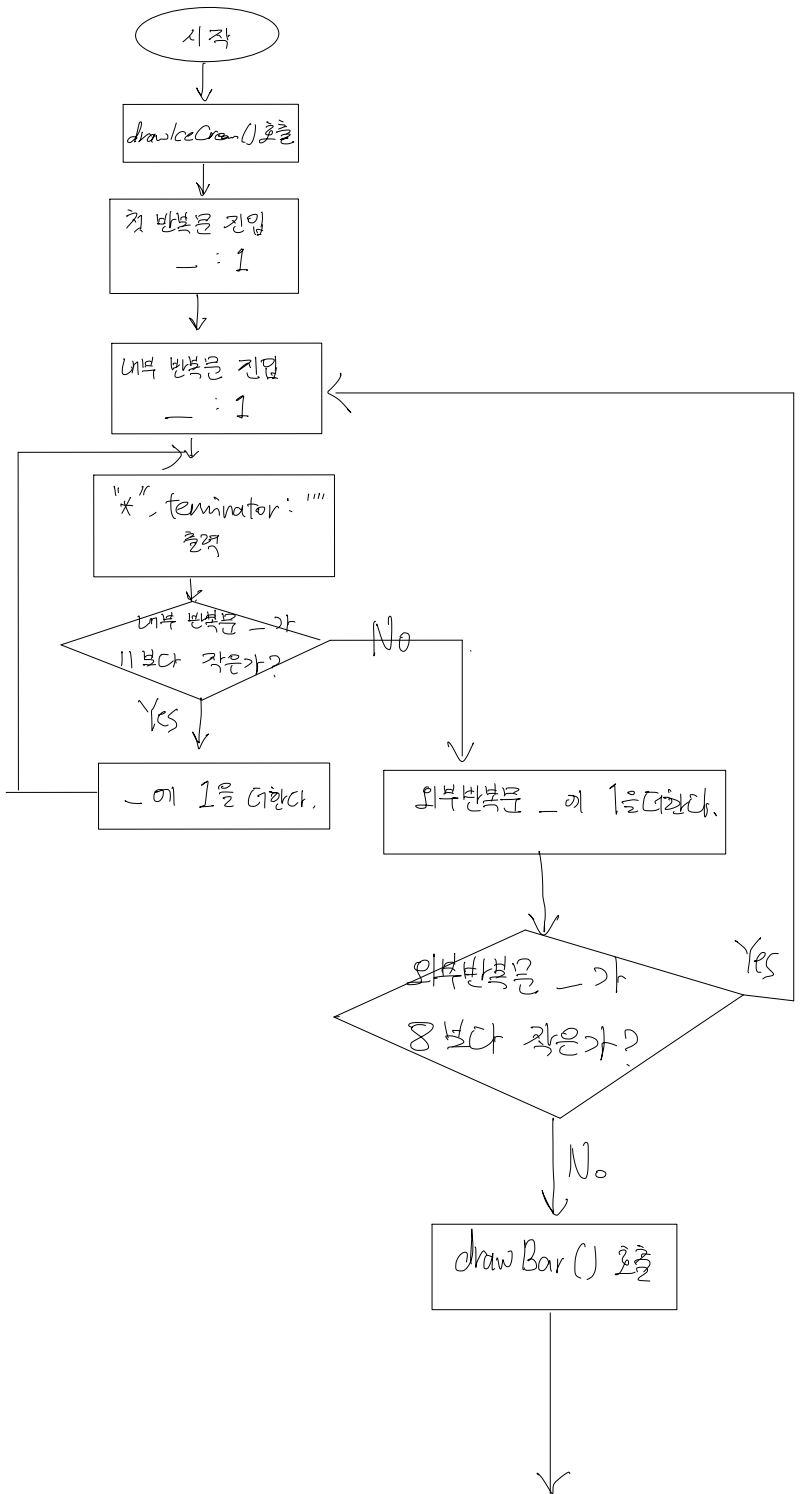 시작
drawIceCream() 호출
첫 반복문 진입
_ : 1
내부 반복문 진입
_ : 1
"*", teminator: ""
출력
내부 반복문 _가
11보다 작은가?
No
Yes
_에 1을 더한다.
외부반복문 _에 1을더한다.
외부반복문 _가
8보다 작은가?
Yes
No
drawBar() 호출